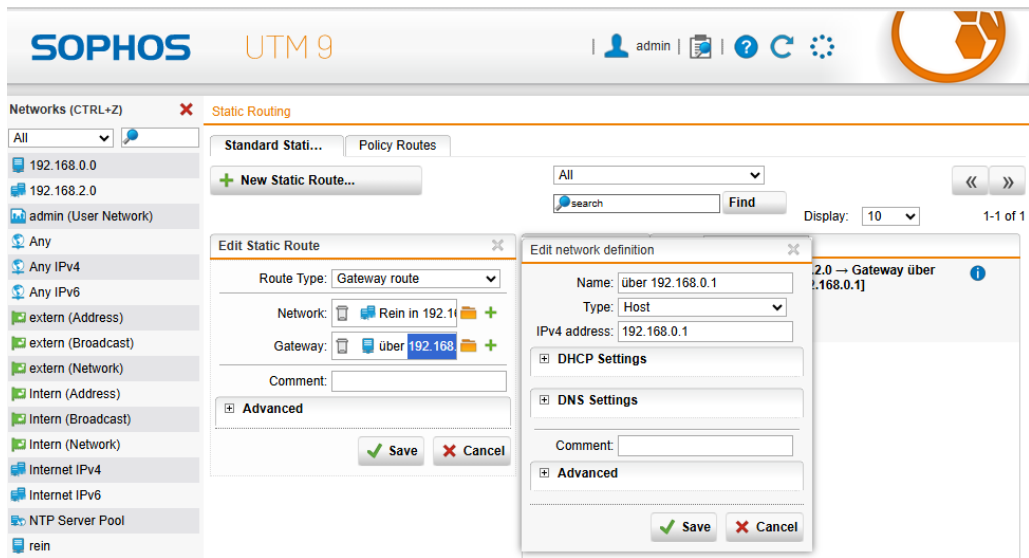 SOPHOS UTM 9 | admin | | ?
Networks (CTRL+Z)
All
192.168.0.0
192.168.2.0
admin (User Network)
Any
Any IPv4
Any IPv6
extern (Address)
extern (Broadcast)
extern (Network)
Intern (Address)
Intern (Broadcast)
Intern (Network)
Internet IPv4
Internet IPv6
NTP Server Pool
rein
Static Routing
Standard Stati... Policy Routes
+ New Static Route...
All
search Find
Display: 10 1-1 of 1
Edit Static Route
Route Type: Gateway route
Network: Rein in 192.1
Gateway: über 192.168.
Comment:
Advanced
Save Cancel
Edit network definition
Name: über 192.168.0.1
Type: Host
IPv4 address: 192.168.0.1
DHCP Settings
DNS Settings
Comment:
Advanced
Save Cancel
.2.0 → Gateway über
2.168.0.1]